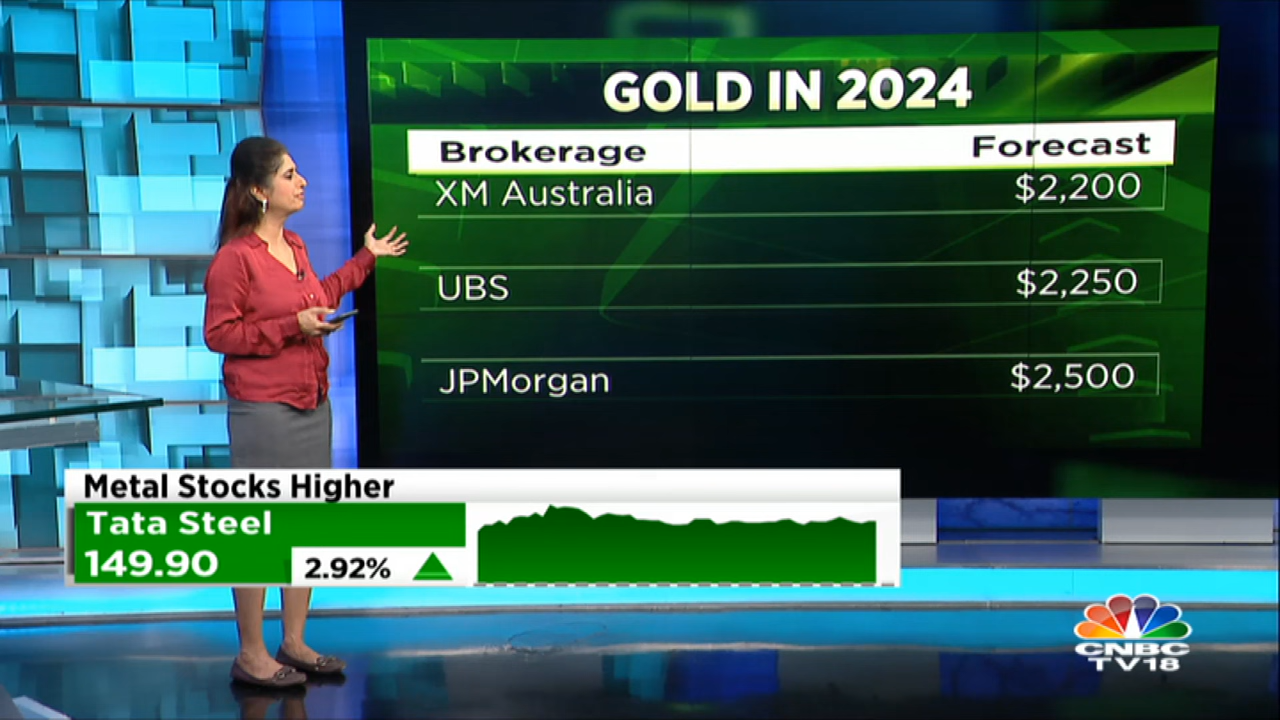 GOLD IN 2024
Brokerage Forecast
XM Australia $2,200
UBS $2,250
JPMorgan $2,500
Metal Stocks Higher
Tata Steel
149.90 2.92%
CNBC
TV18